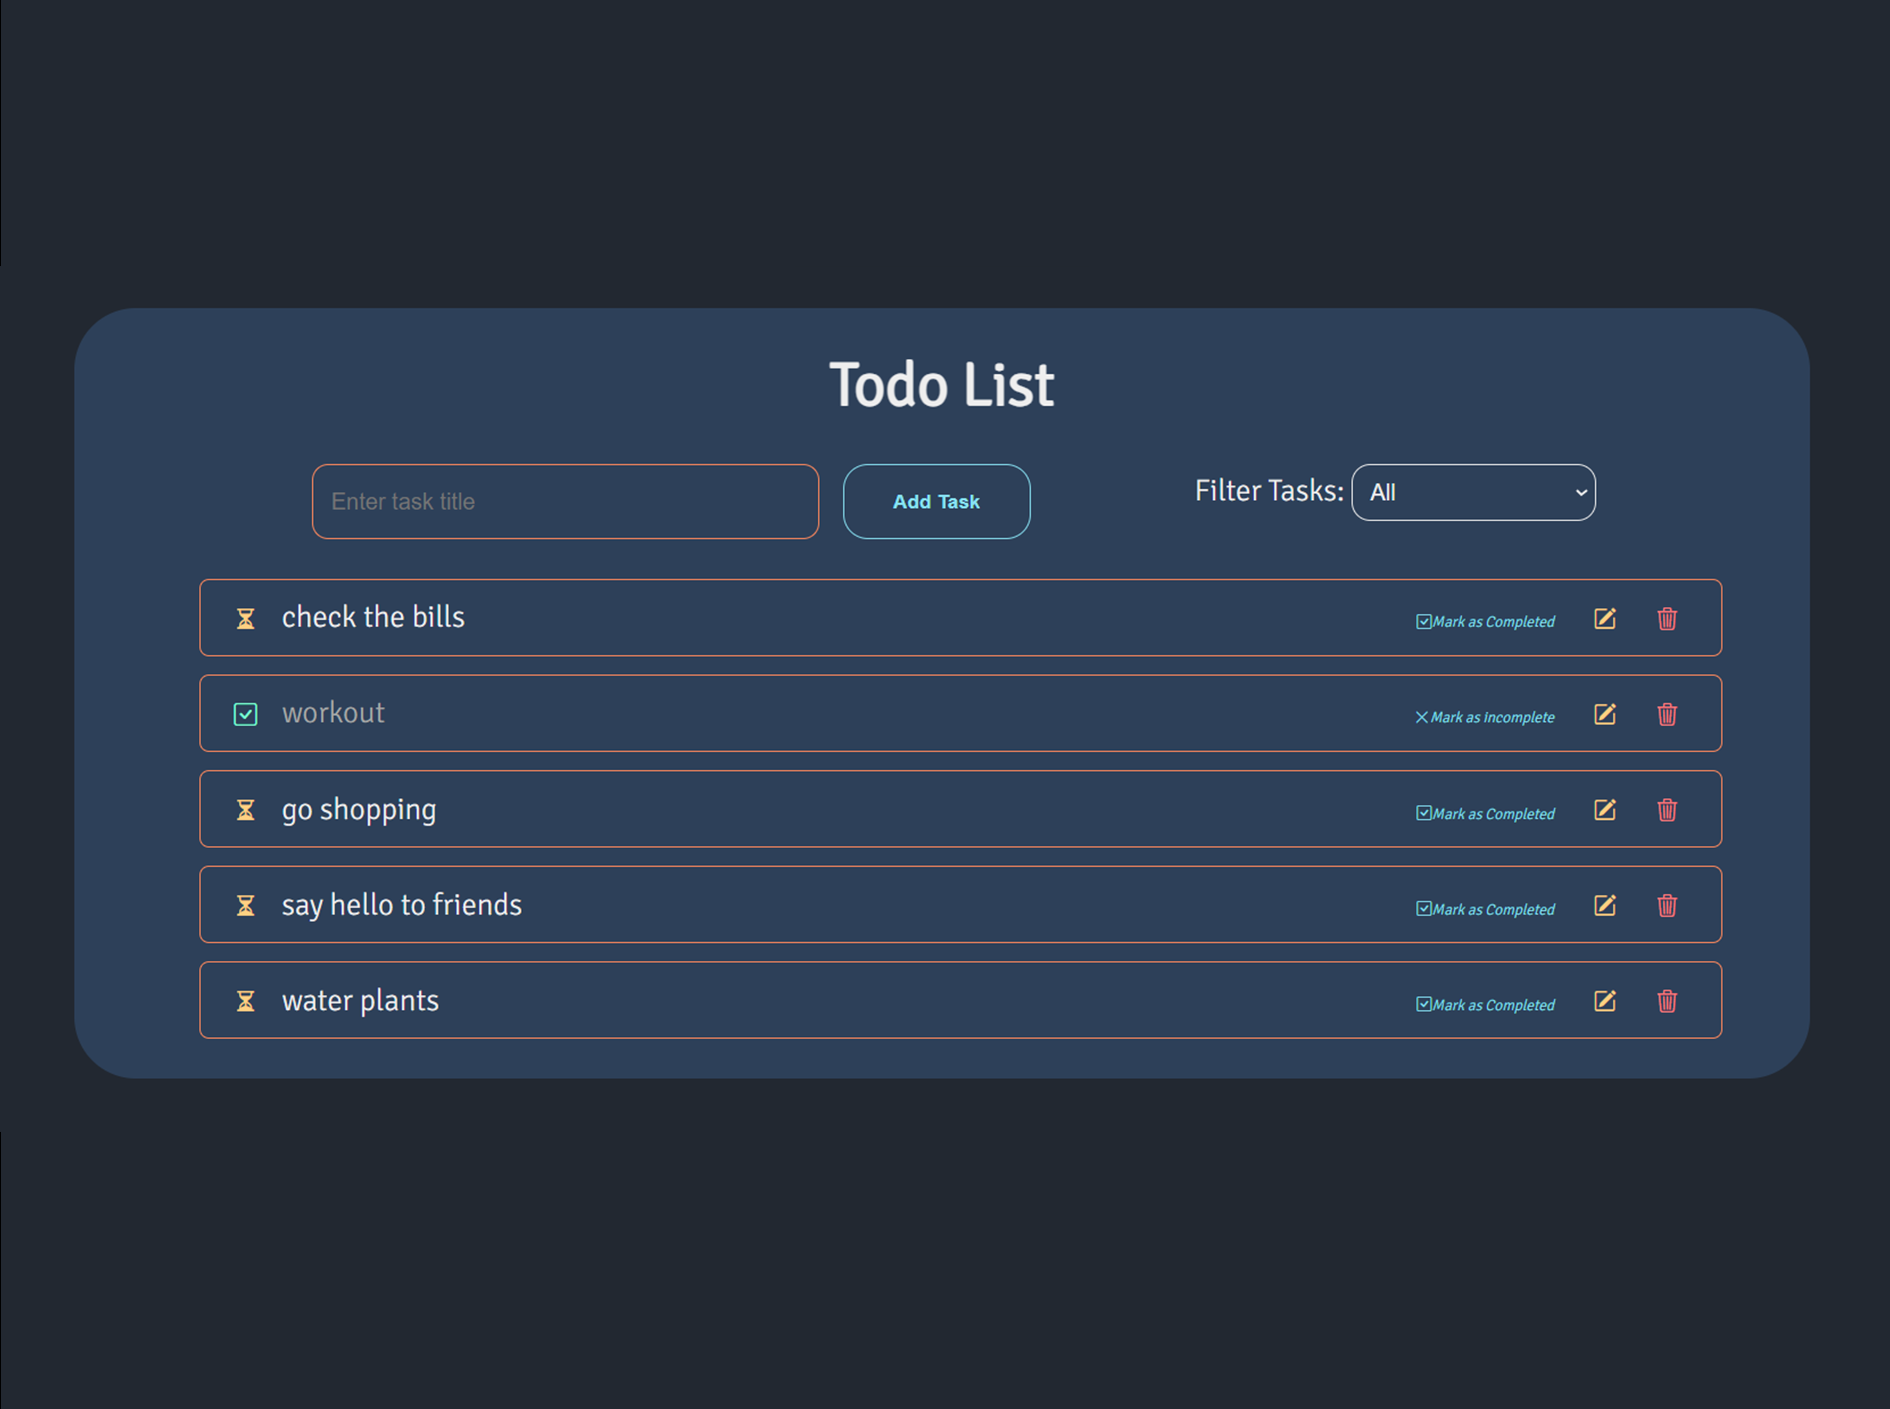 Todo List
Enter task title
Add Task
Filter Tasks: All
check the bills Mark as Completed
workout Mark as incomplete
go shopping Mark as Completed
say hello to friends Mark as Completed
water plants Mark as Completed